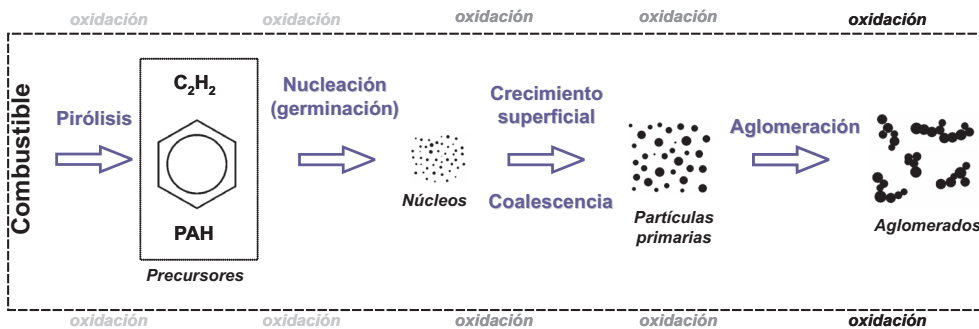 oxidación oxidación oxidación oxidación oxidación
Combustible
Pirólisis
C₂H₂
PAH
Precursores
Nucleación
(germinación)
Núcleos
Crecimiento
superficial
Coalescencia
Partículas
primarias
Aglomeración
Aglomerados
oxidación oxidación oxidación oxidación oxidación